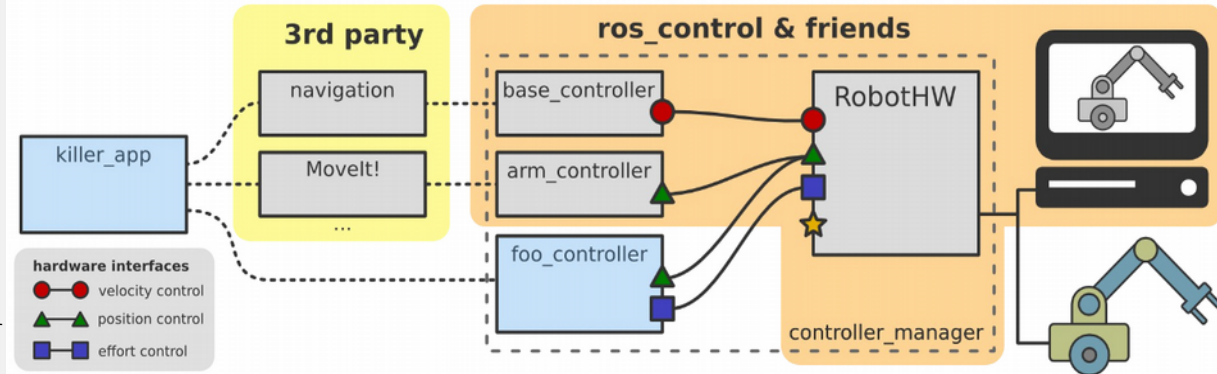 3rd party
ros_control & friends
killer_app
navigation
MoveIt!
...
base_controller
arm_controller
foo_controller
RobotHW
controller_manager
hardware interfaces
velocity control
position control
effort control